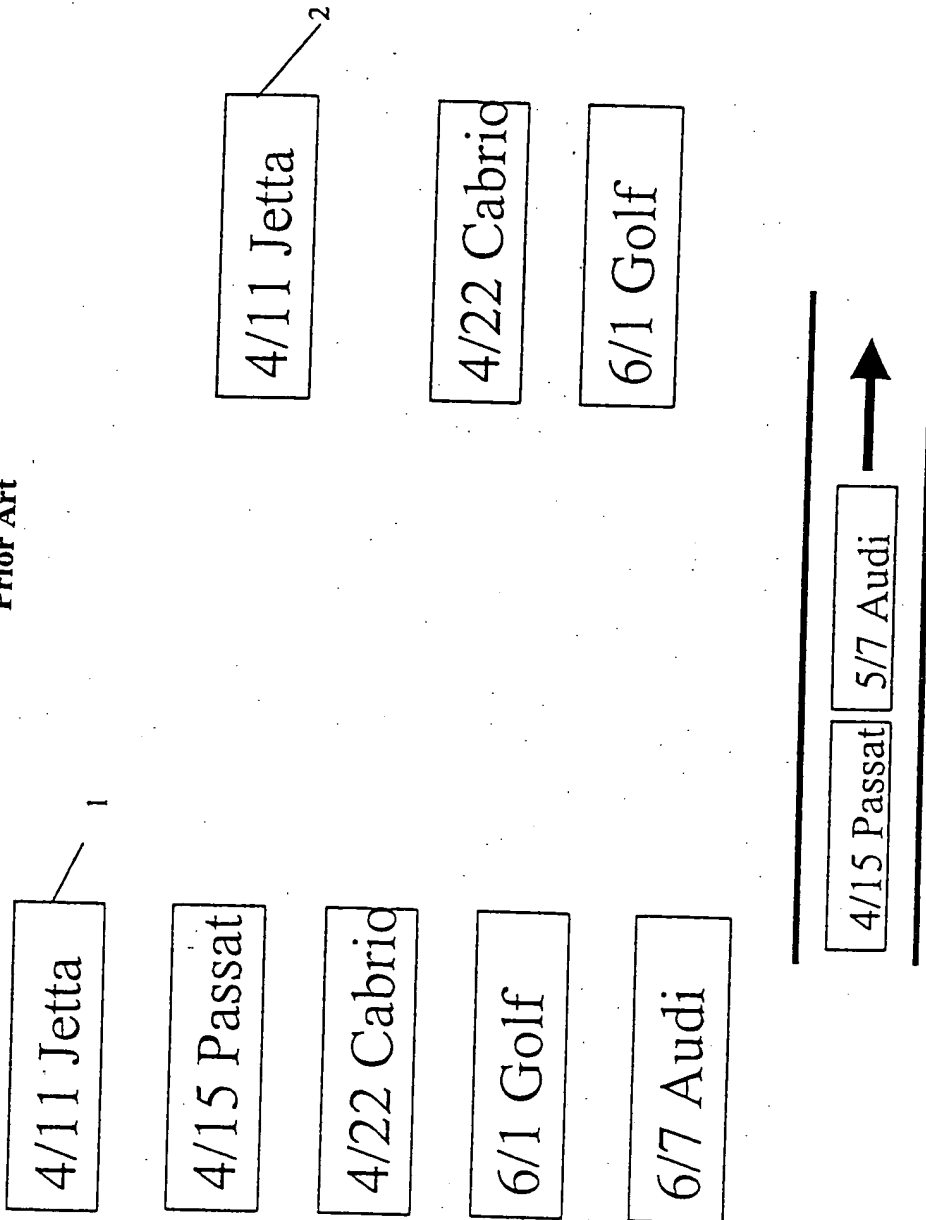 Prior Art
1
4/11 Jetta
4/15 Passat
4/22 Cabrio
6/1 Golf
6/7 Audi
2
4/11 Jetta
4/22 Cabrio
6/1 Golf
4/15 Passat
5/7 Audi